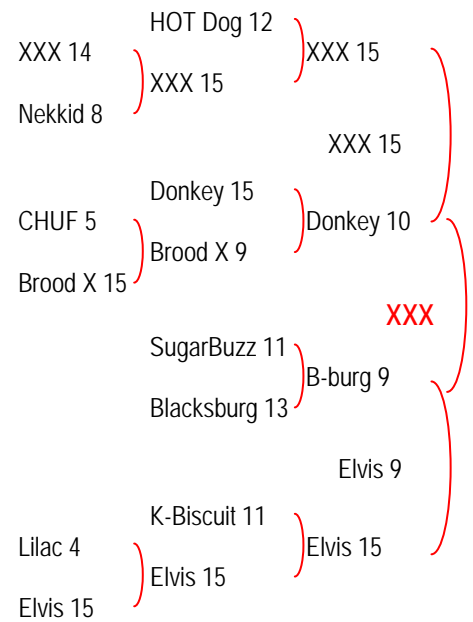 HOT Dog 12
XXX 14
XXX 15
XXX 15
Nekkid 8
XXX 15
Donkey 15
CHUF 5
Donkey 10
Brood X 9
Brood X 15
XXX
SugarBuzz 11
B-burg 9
Blacksburg 13
Elvis 9
K-Biscuit 11
Lilac 4
Elvis 15
Elvis 15
Elvis 15